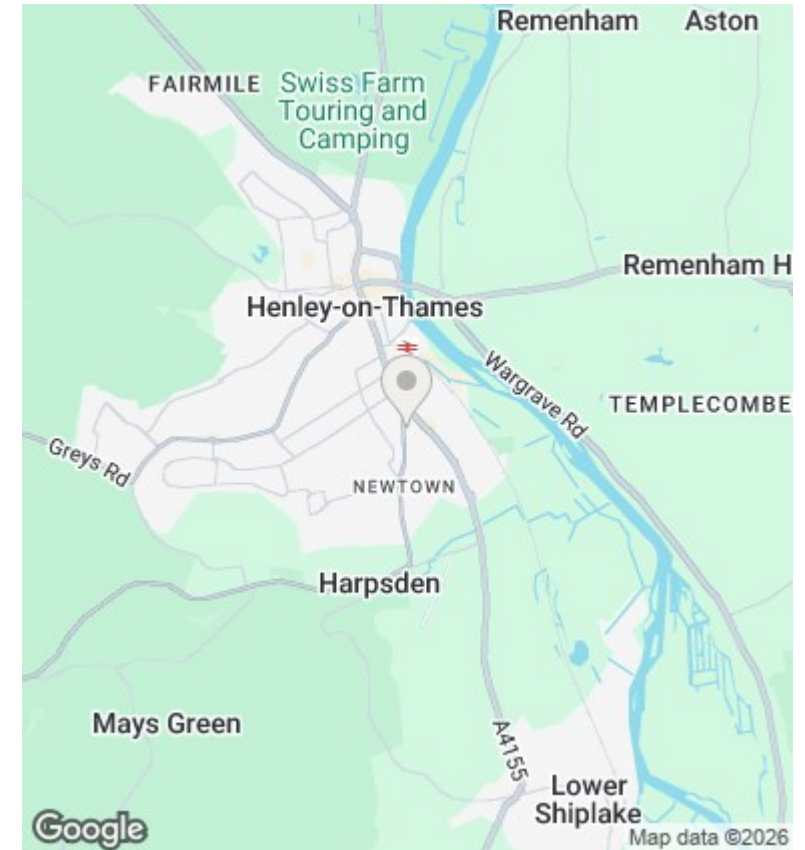 Remenham
Aston
FAIRMILE
Swiss Farm
Touring and
Camping
Remenham H
Henley-on-Thames
Wargrave Rd
TEMPLECOMBE
Greys Rd
NEWTOWN
Harpsden
Mays Green
A4155
Lower
Shiplake
Google
Map data ©2026